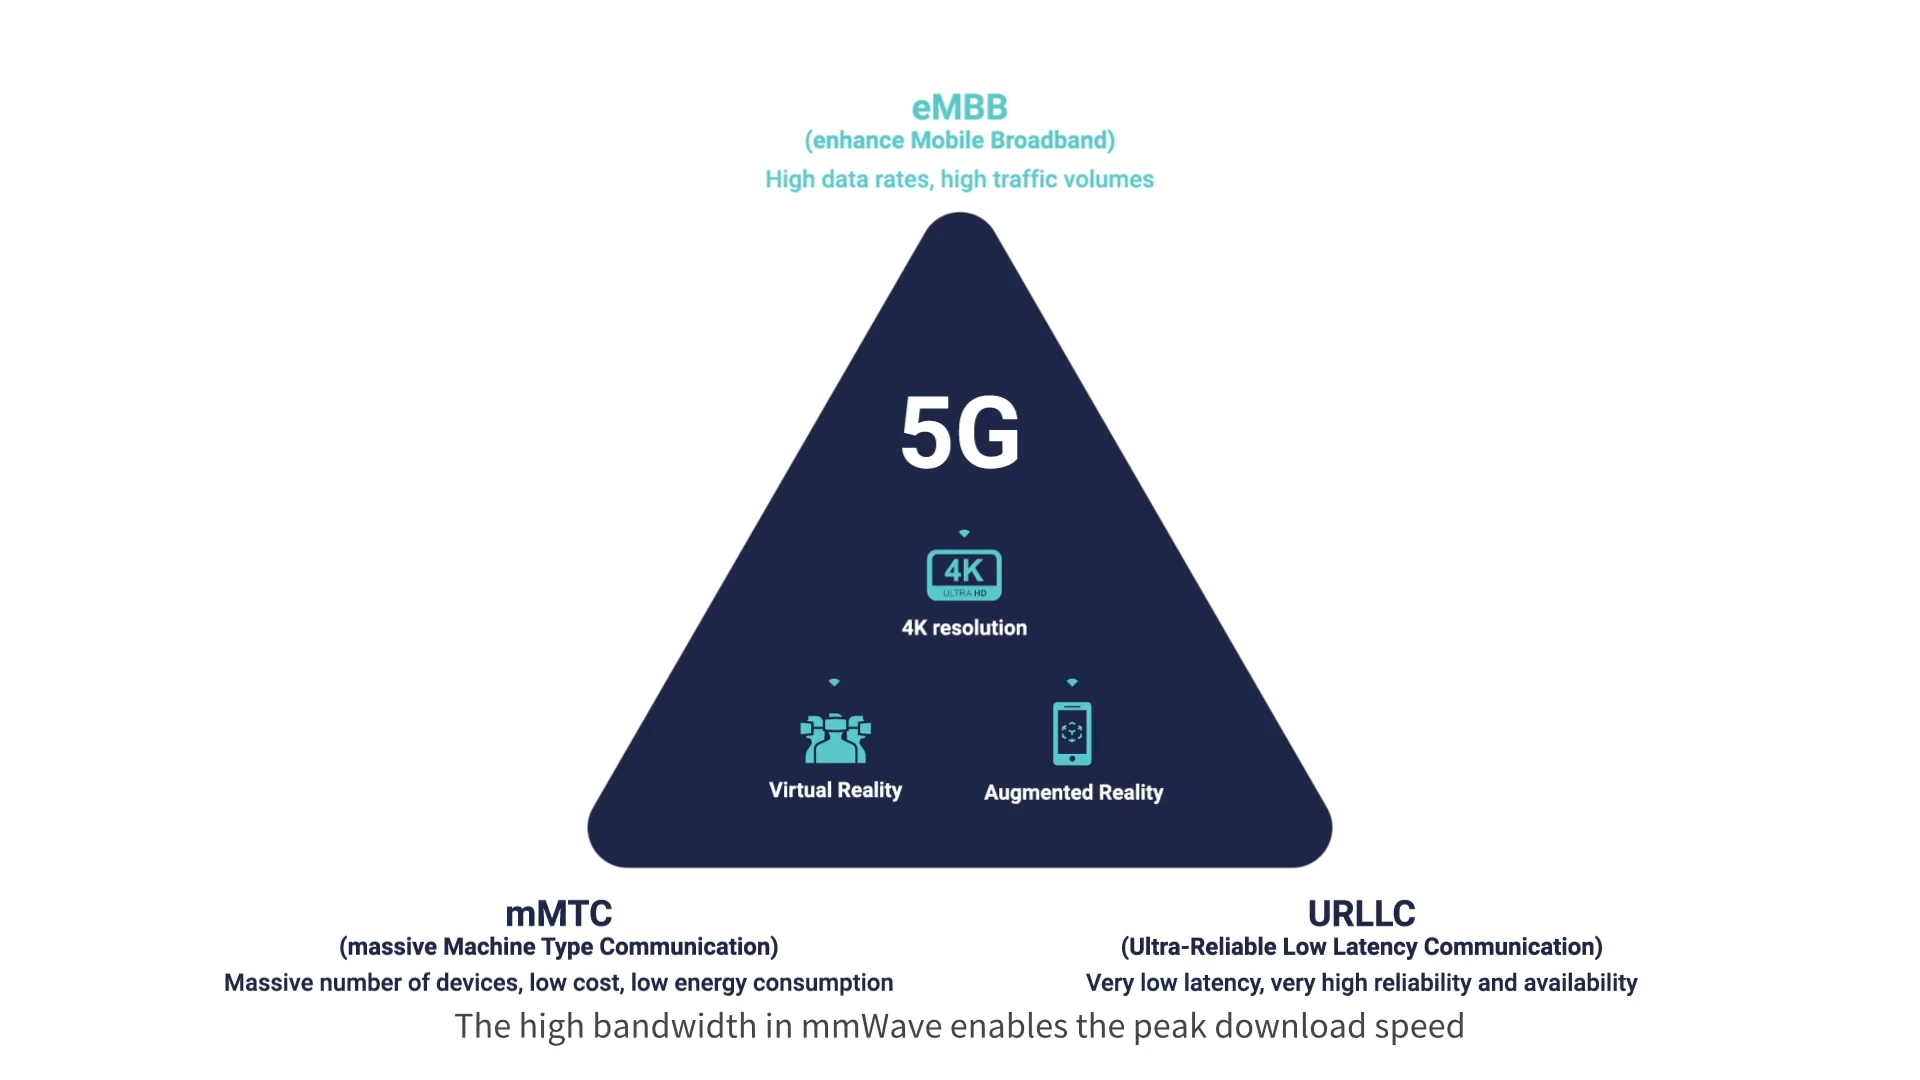 eMBB
(enhance Mobile Broadband)
High data rates, high traffic volumes
5G
4K
ULTRA HD
4K resolution
Virtual Reality
Augmented Reality
mMTC
(massive Machine Type Communication)
Massive number of devices, low cost, low energy consumption
URLLC
(Ultra-Reliable Low Latency Communication)
Very low latency, very high reliability and availability
The high bandwidth in mmWave enables the peak download speed